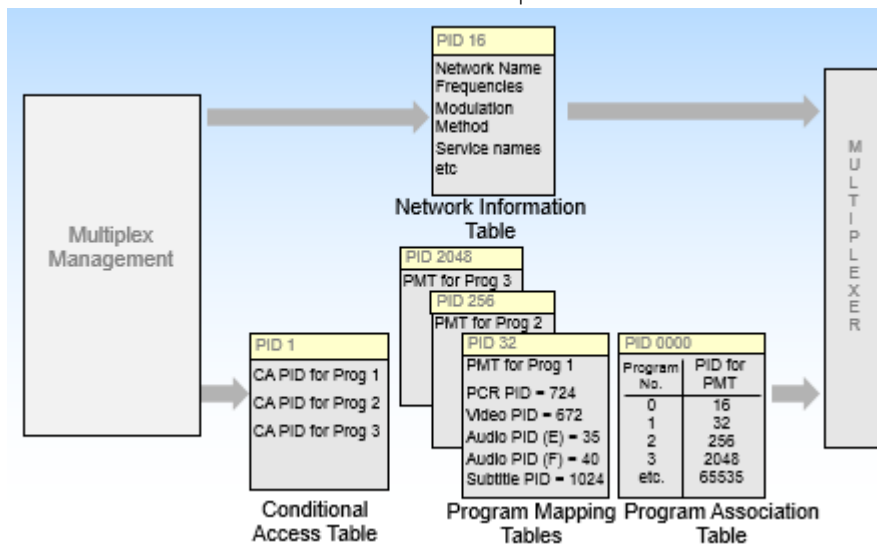 PID 16
Network Name
Frequencies
Modulation
Method
Service names
etc
Network Information
Table
Multiplex
Management
MULTIPLEXER
PID 2048
PMT for Prog 3
PID 256
PMT for Prog 2
PID 1
CA PID for Prog 1
CA PID for Prog 2
CA PID for Prog 3
Conditional
Access Table
PID 32
PMT for Prog 1
PCR PID = 724
Video PID = 672
Audio PID (E) = 35
Audio PID (F) = 40
Subtitle PID = 1024
Program Mapping
Tables
PID 0000
Program No. PID for PMT
0 16
1 32
2 256
3 2048
etc. 65535
Program Association
Table